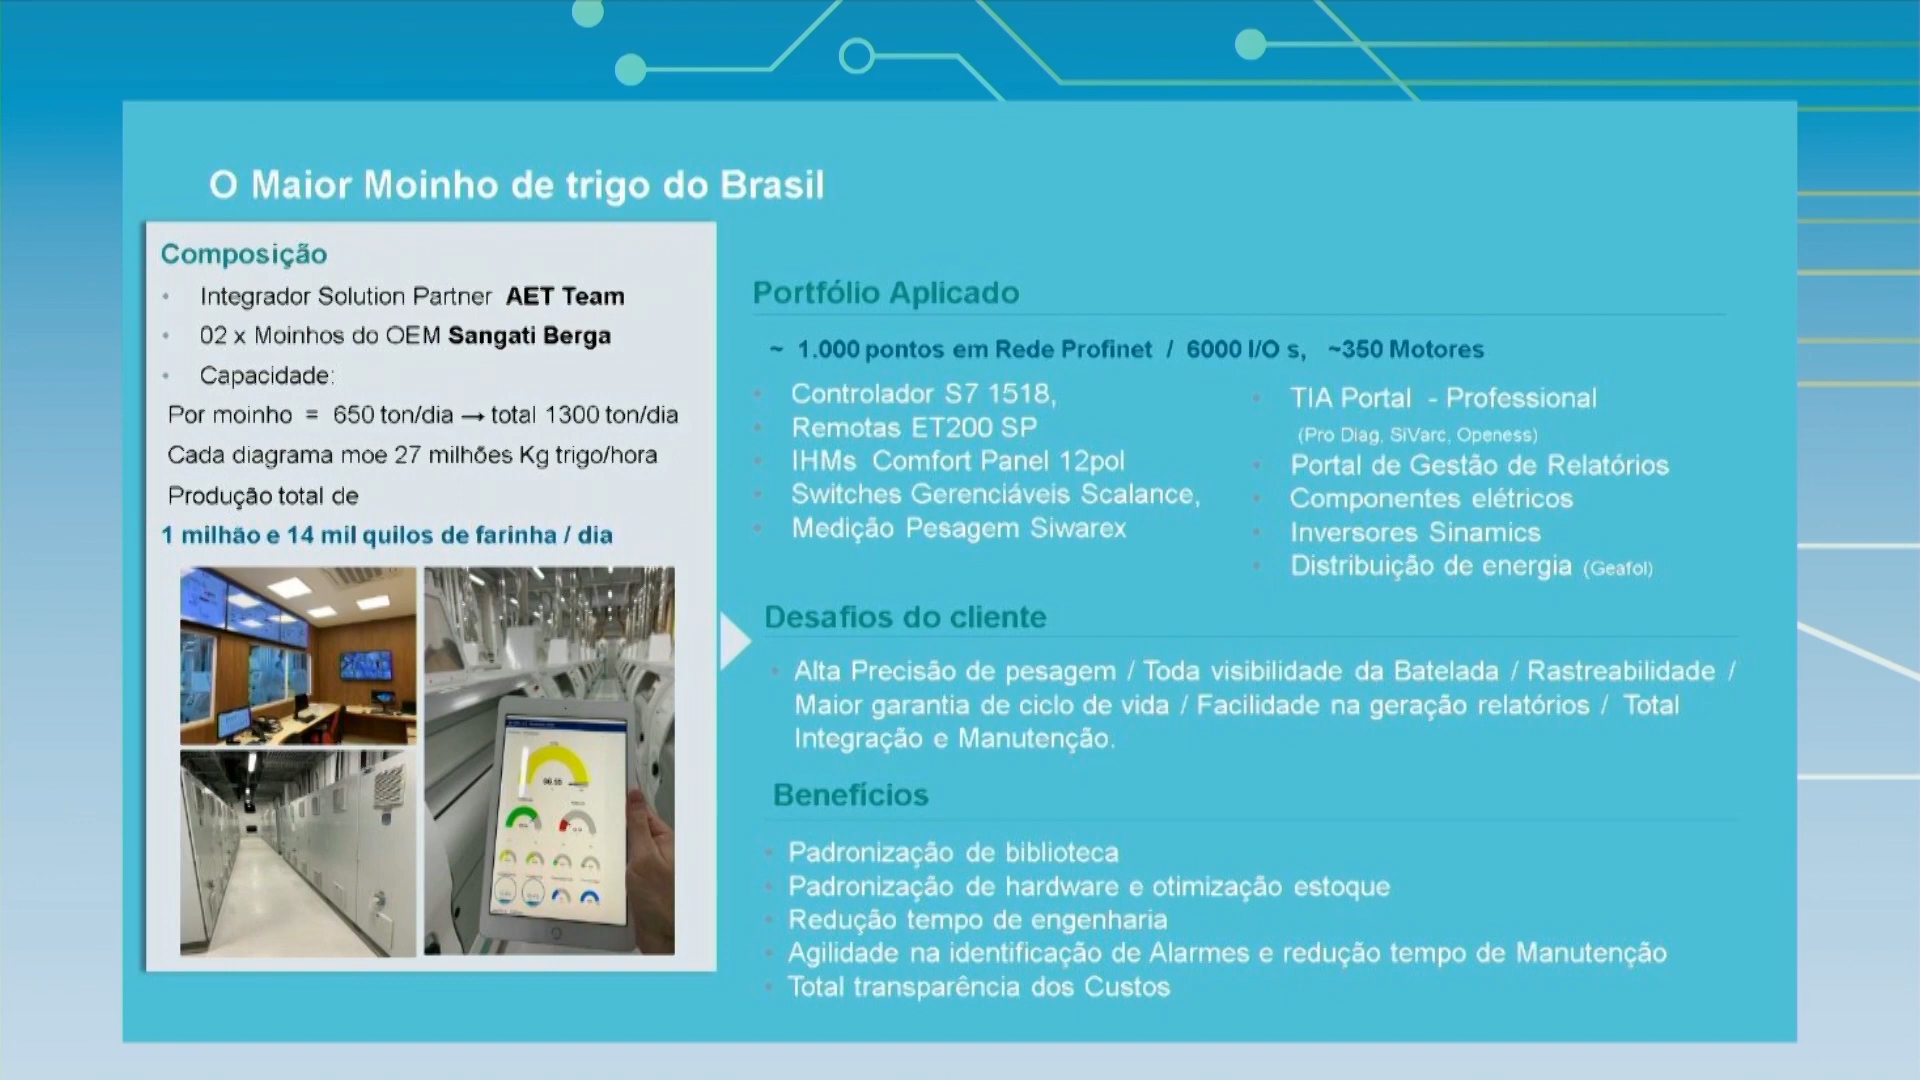 O Maior Moinho de trigo do Brasil
Composição
Integrador Solution Partner AET Team
02 x Moinhos do OEM Sangati Berga
Capacidade:
Por moinho = 650 ton/dia → total 1300 ton/dia
Cada diagrama moe 27 milhões Kg trigo/hora
Produção total de
1 milhão e 14 mil quilos de farinha / dia
Portfólio Aplicado
~ 1.000 pontos em Rede Profinet / 6000 I/O s, ~350 Motores
Controlador S7 1518,
Remotas ET200 SP
IHMs Comfort Panel 12pol
Switches Gerenciáveis Scalance,
Medição Pesagem Siwarex
TIA Portal - Professional
(Pro Diag, SiVarc, Openess)
Portal de Gestão de Relatórios
Componentes elétricos
Inversores Sinamics
Distribuição de energia (Geafol)
Desafios do cliente
Alta Precisão de pesagem / Toda visibilidade da Batelada / Rastreabilidade /
Maior garantia de ciclo de vida / Facilidade na geração relatórios / Total
Integração e Manutenção.
Benefícios
Padronização de biblioteca
Padronização de hardware e otimização estoque
Redução tempo de engenharia
Agilidade na identificação de Alarmes e redução tempo de Manutenção
Total transparência dos Custos